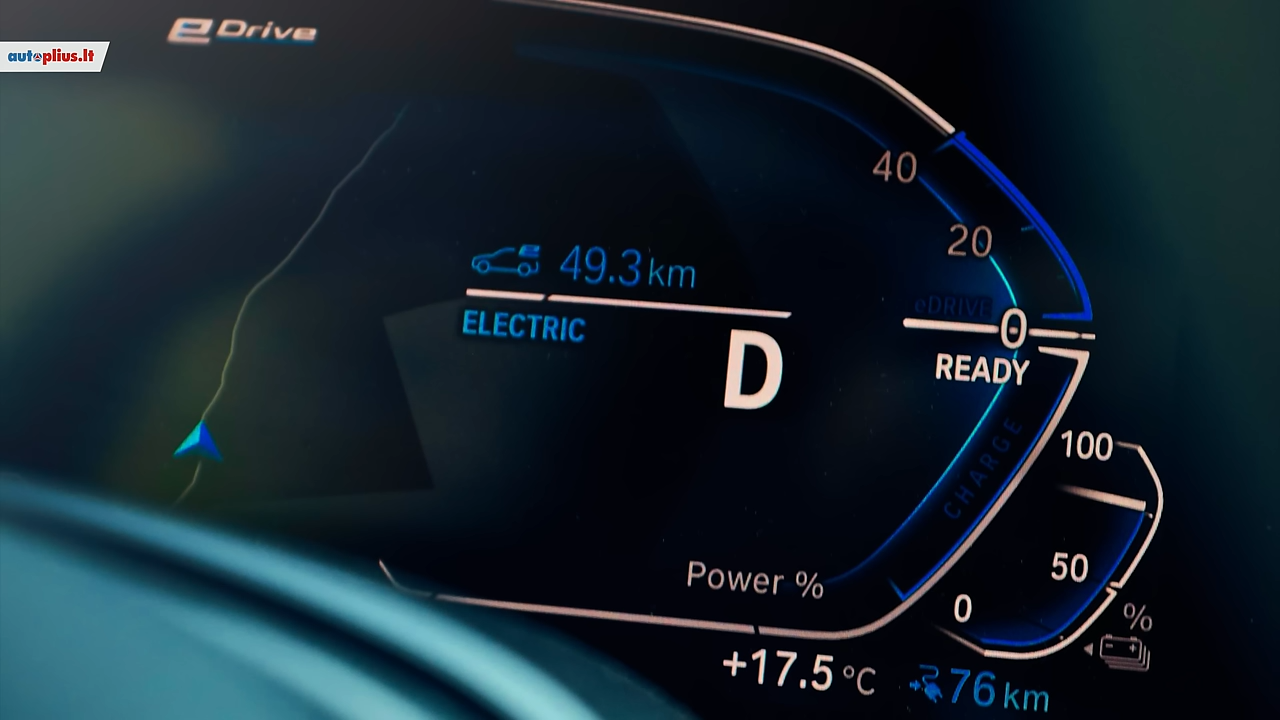 eDrive
autoplius.lt
40
20
49.3 km
eDRIVE
0
ELECTRIC
READY
D
100
CHARGE
50
Power %
0
%
+17.5 °C
76 km